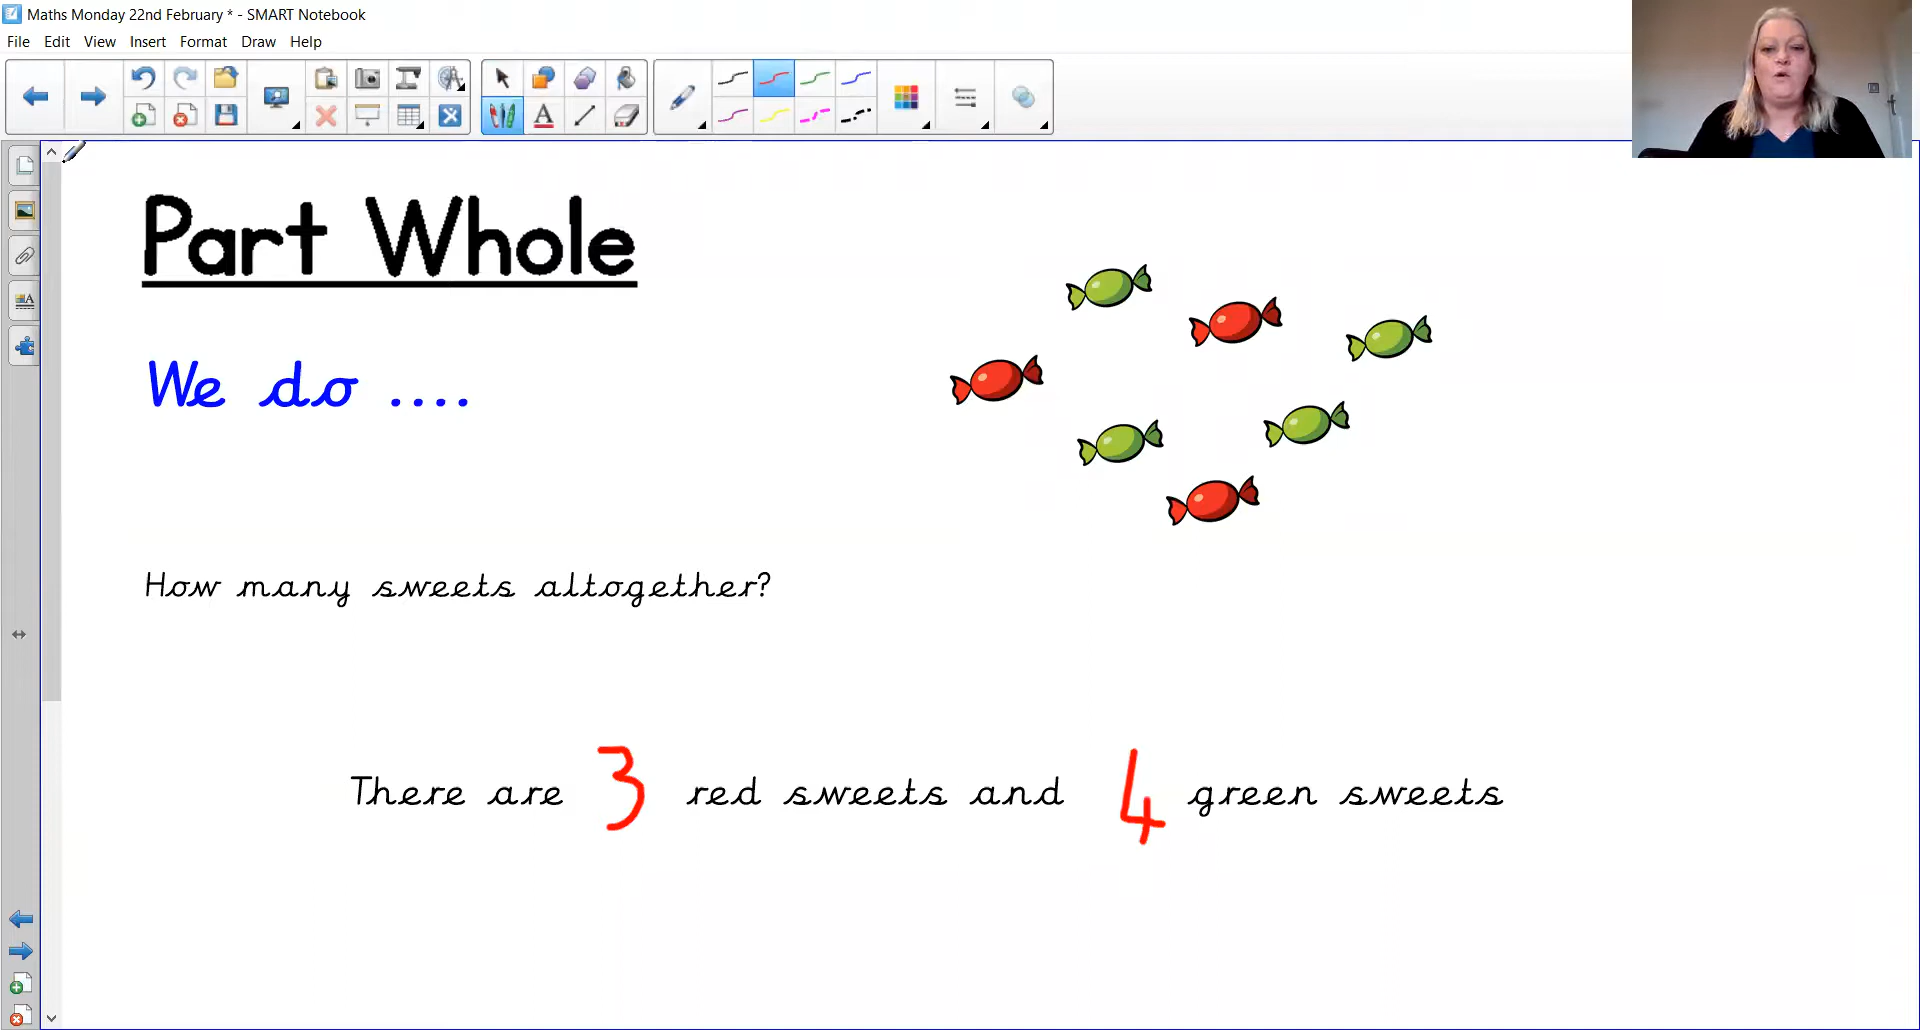 Maths Monday 22nd February * - SMART Notebook
File Edit View Insert Format Draw Help
Part Whole
We do ....
How many sweets altogether?
There are 3 red sweets and 4 green sweets